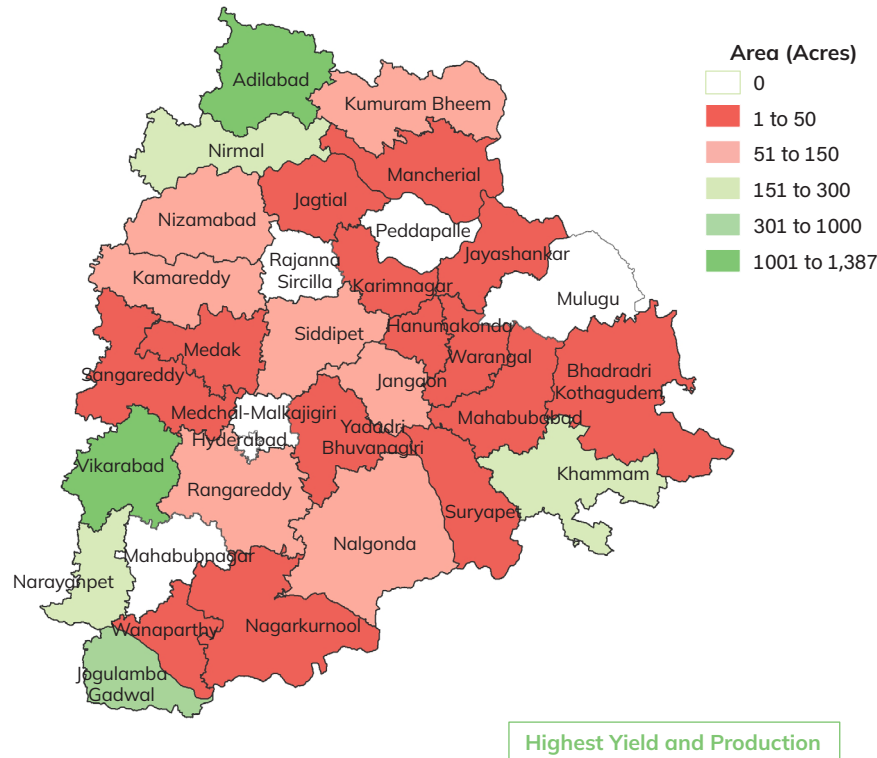 Area (Acres)
0
1 to 50
51 to 150
151 to 300
301 to 1000
1001 to 1,387
Adilabad
Kumuram Bheem
Nirmal
Mancherial
Jagtial
Nizamabad
Peddapalle
Jayashankar
Rajanna
Sircilla
Kamareddy
Karimnagar
Mulugu
Hanumakonda
Siddipet
Medak
Warangal
Bhadradri
Kothagudem
Sangareddy
Jangaon
Medchal-Malkajigiri
Mahabubabad
Yadadri
Bhuvanagiri
Hyderabad
Vikarabad
Khammam
Rangareddy
Suryapet
Nalgonda
Mahabubnagar
Narayanpet
Wanaparthy
Nagarkurnool
Jogulamba
Gadwal
Highest Yield and Production